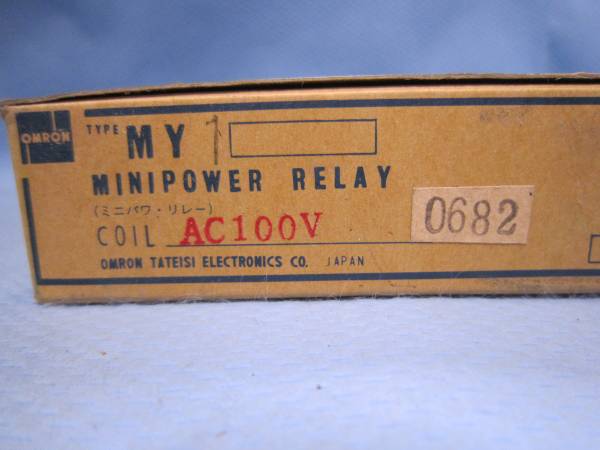 OMRON
TYPE MY 1
MINIPOWER RELAY
(ミニパワ・リレー)
COIL AC100V
0682
OMRON TATEISI ELECTRONICS CO. JAPAN